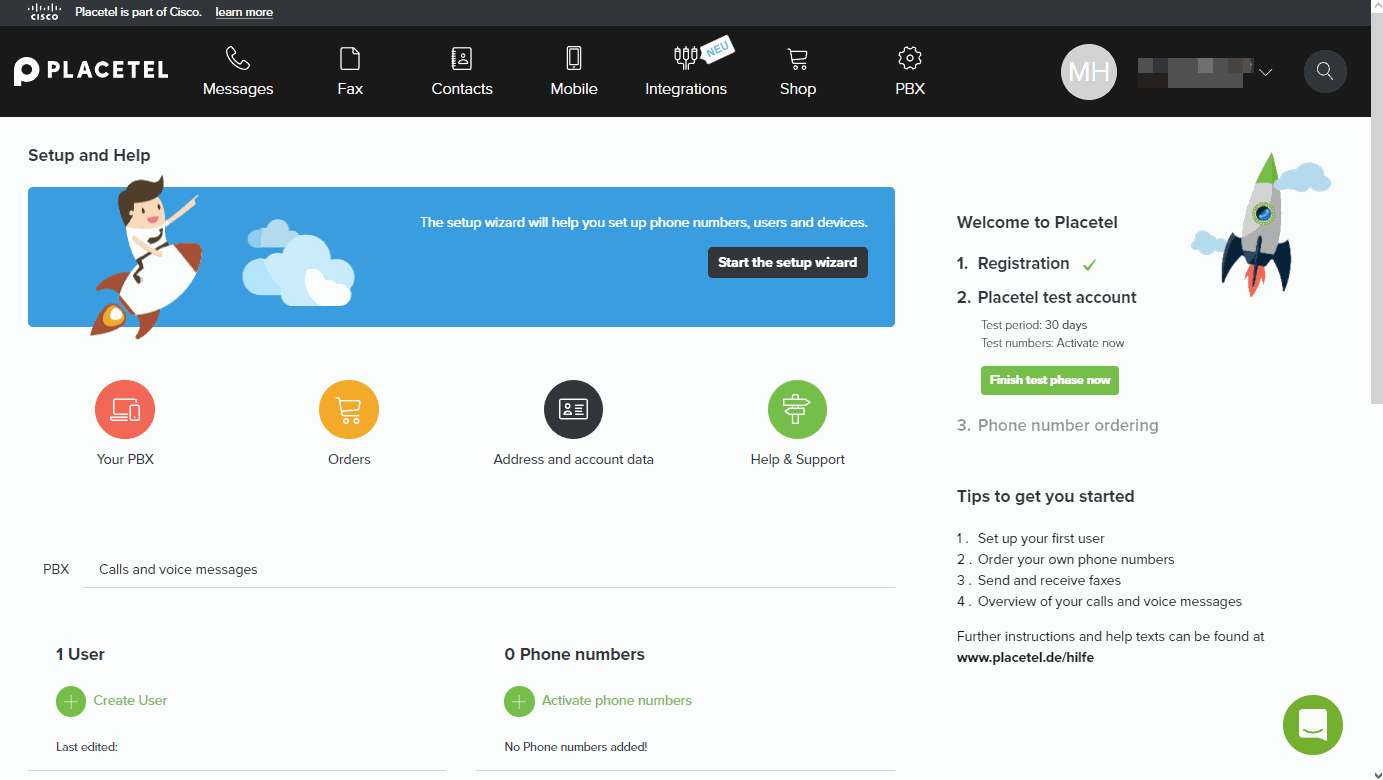 CISCO
Placetel is part of Cisco. learn more
PLACETEL
Messages
Fax
Contacts
Mobile
NEU
Integrations
Shop
PBX
MH
Setup and Help
The setup wizard will help you set up phone numbers, users and devices.
Start the setup wizard
Your PBX
Orders
Address and account data
Help & Support
PBX
Calls and voice messages
1 User
Create User
Last edited:
0 Phone numbers
Activate phone numbers
No Phone numbers added!
Welcome to Placetel
1. Registration
2. Placetel test account
Test period: 30 days
Test numbers: Activate now
Finish test phase now
3. Phone number ordering
Tips to get you started
1. Set up your first user
2. Order your own phone numbers
3. Send and receive faxes
4. Overview of your calls and voice messages
Further instructions and help texts can be found at
www.placetel.de/hilfe